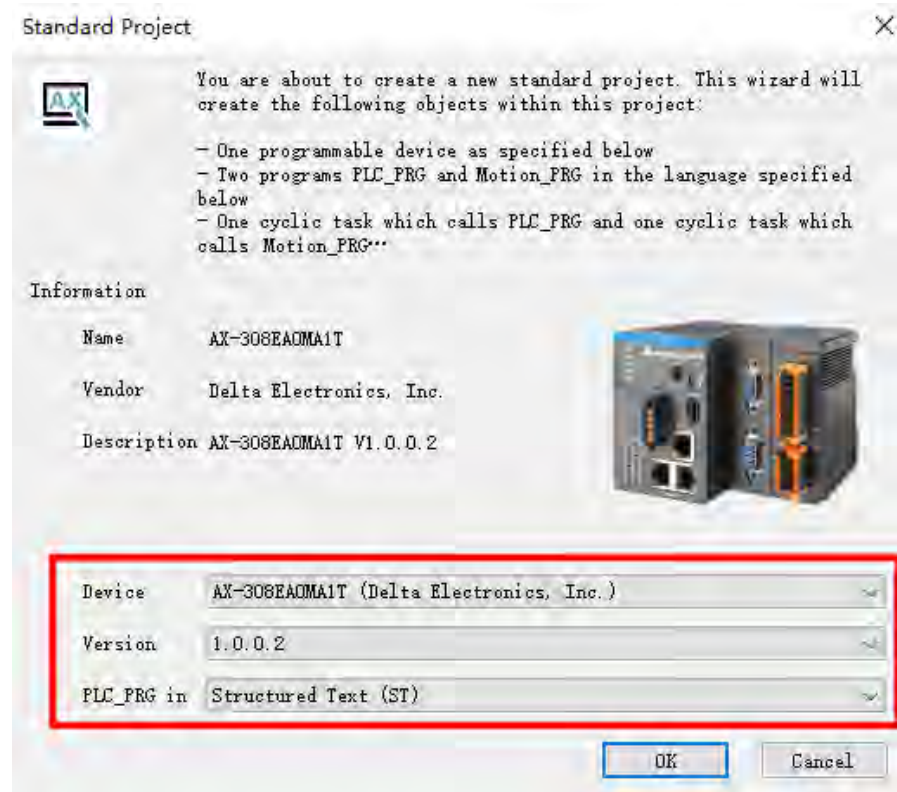 Standard Project
AX
You are about to create a new standard project. This wizard will
create the following objects within this project:
- One programmable device as specified below
- Two programs PLC_PRG and Motion_PRG in the language specified
below
- One cyclic task which calls PLC_PRG and one cyclic task which
calls Motion_PRG...
Information
Name AX-308EA0MA1T
Vendor Delta Electronics, Inc.
Description AX-308EA0MA1T V1.0.0.2
Device AX-308EA0MA1T (Delta Electronics, Inc.)
Version 1.0.0.2
PLC_PRG in Structured Text (ST)
OK Cancel